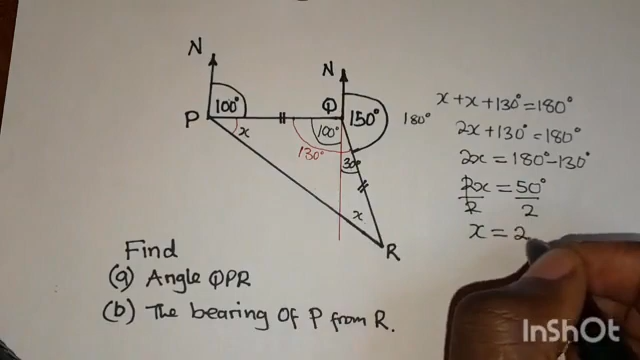 N
N
P
100°
Q
150°
180°
x
100°
130°
30°
x
R
x+x+130°=180°
2x+130°=180°
2x=180°-130°
2x = 50°
2 2
x=2
Find
(a) Angle QPR
(b) The bearing of P from R.
InShOt